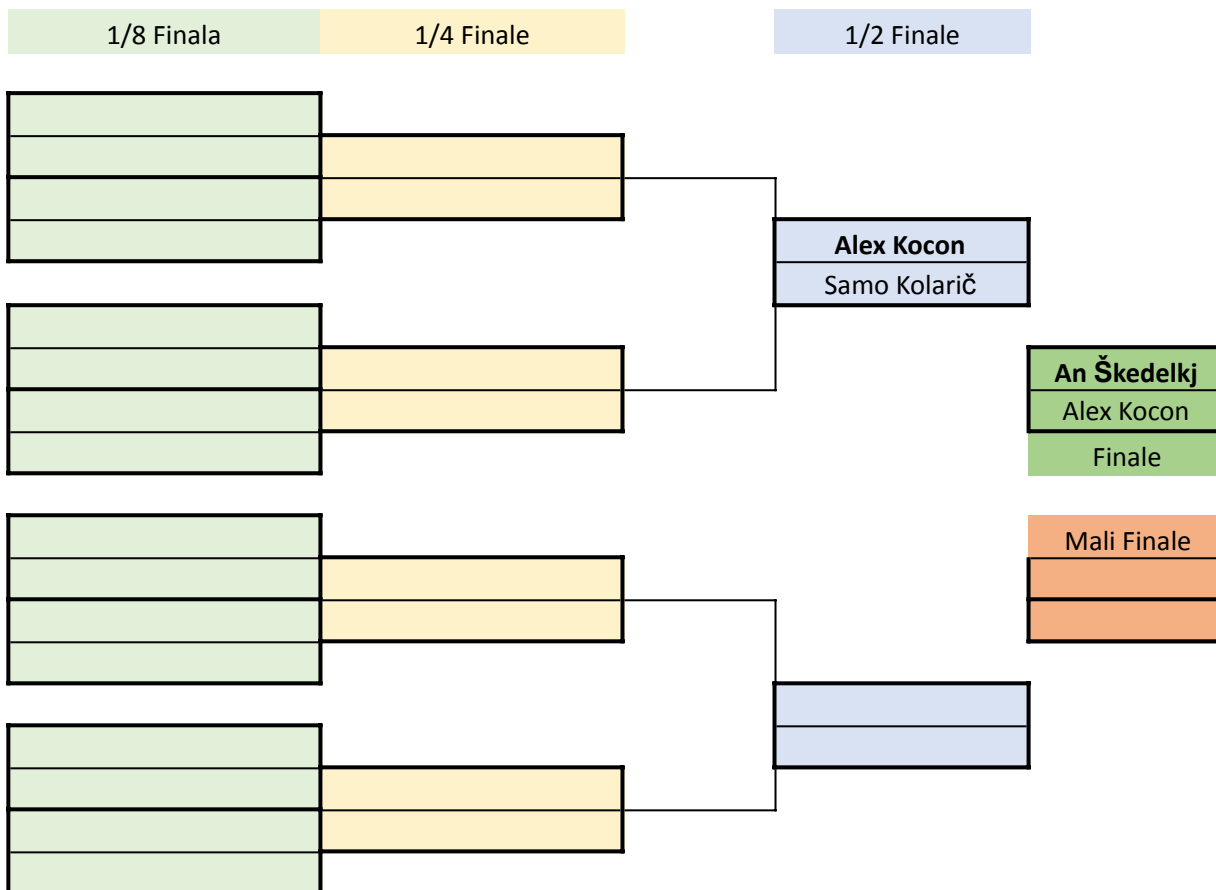 1/8 Finala
1/4 Finale
1/2 Finale
Alex Kocon
Samo Kolarič
An Škedelkj
Alex Kocon
Finale
Mali Finale